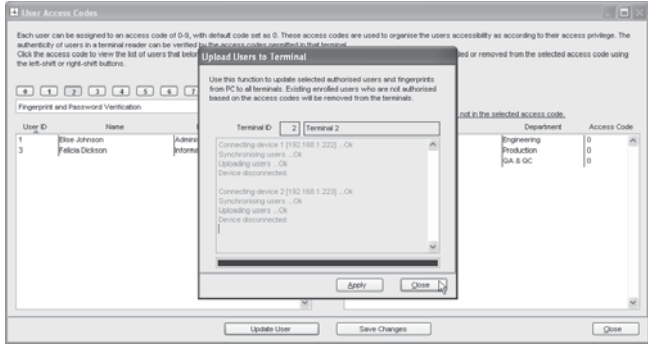 User Access Codes
Each user can be assigned to an access code of 0-9, with default code set as 0. These access codes are used to organise the users accessibility as according to their access privilege. The
authenticity of users in a terminal reader can be verified by the access codes permitted in that terminal.
Click the access code to view the list of users that belon
ed or removed from the selected access code using
the left-shift or right-shift buttons.
0 1 2 3 4 5 6 7
Fingerprint and Password Verification
not in the selected access code.
User ID Name
Department Access Code
1 Elise Johnson Adminis
3 Felicia Dickson Informa
Engineering 0
Production 0
QA & QC 0
Upload Users to Terminal
Use this function to update selected authorised users and fingerprints
from PC to all terminals. Existing enrolled users who are not authorised
based on the access codes will be removed from the terminals.
Terminal ID 2 Terminal 2
Connecting device 1 [192.168.1.222] ...Ok
Synchronising users ...Ok
Uploading users ...Ok
Device disconnected.
Connecting device 2 [192.168.1.223] ...Ok
Synchronising users ...Ok
Uploading users ...Ok
Device disconnected.
Apply Close
Update User Save Changes Close